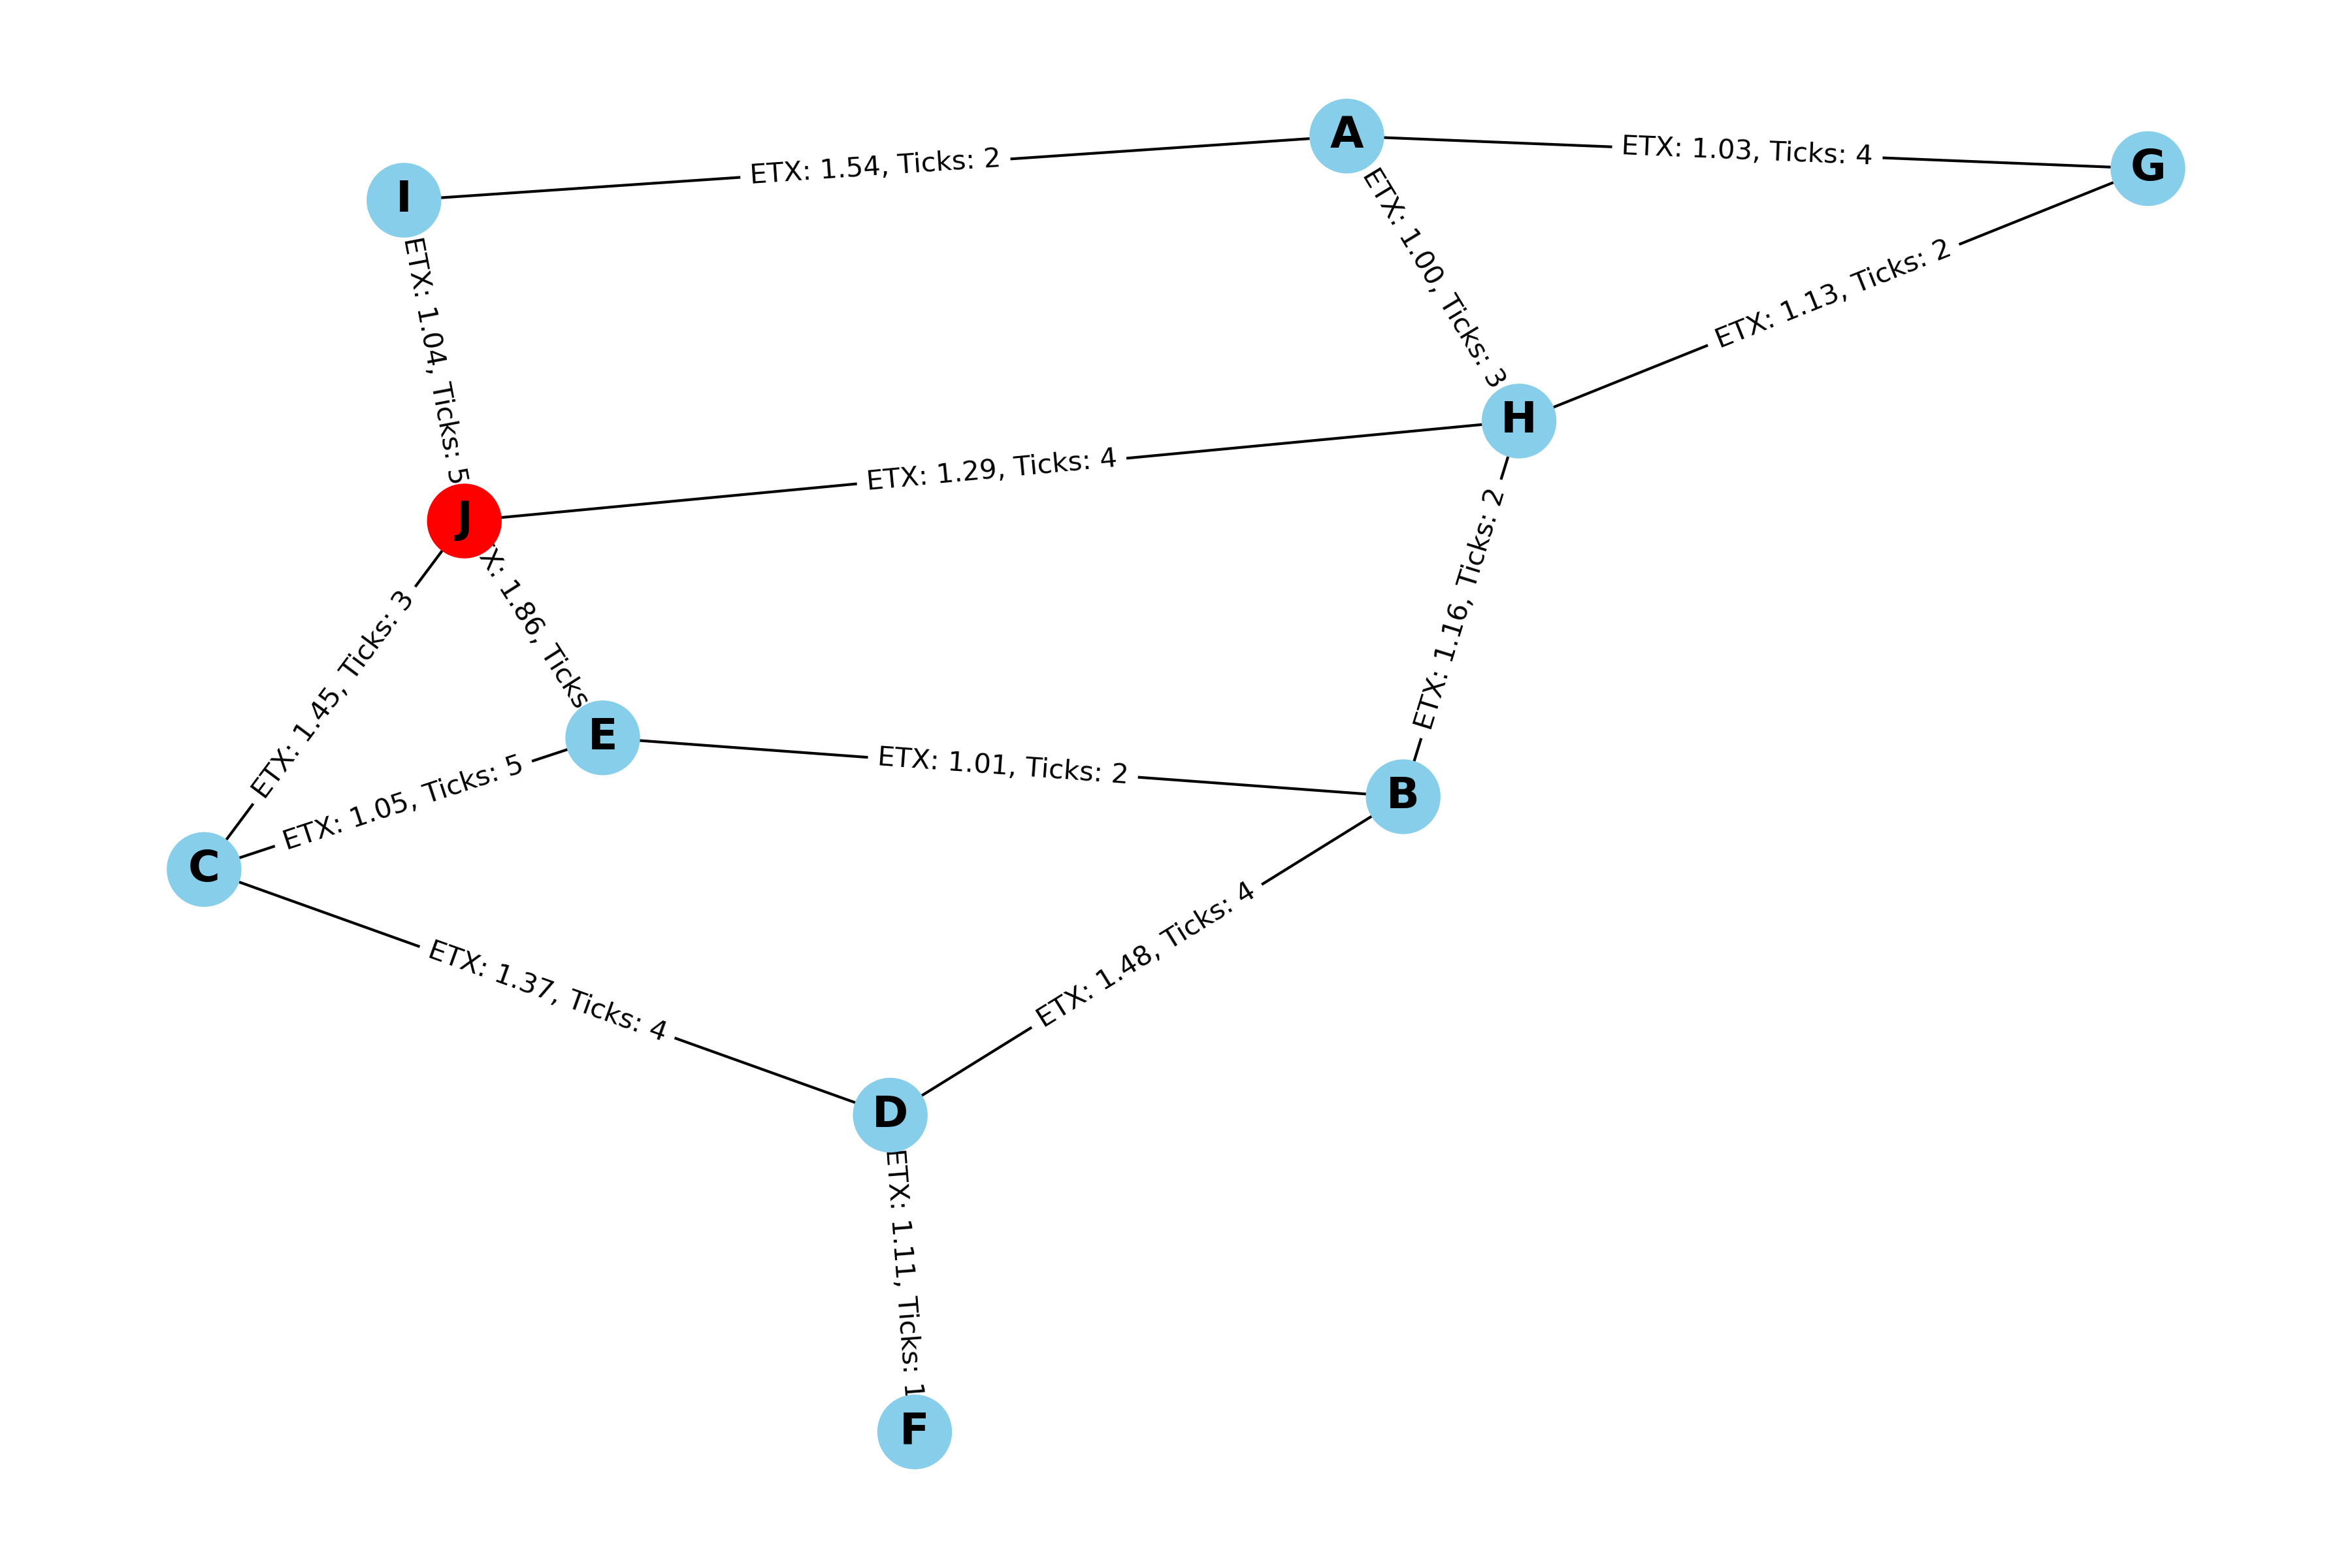 A
ETX: 1.54, Ticks: 2
ETX: 1.03, Ticks: 4
G
I
ETX: 1.00, Ticks: 3
ETX: 1.13, Ticks: 2
ETX: 1.04, Ticks: 5
H
ETX: 1.29, Ticks: 4
J
ETX: 1.16, Ticks: 2
X: 1.86, Ticks
ETX: 1.45, Ticks: 3
E
ETX: 1.01, Ticks: 2
ETX: 1.05, Ticks: 5
B
C
ETX: 1.48, Ticks: 4
ETX: 1.37, Ticks: 4
D
ETX: 1.11, Ticks: 1
F